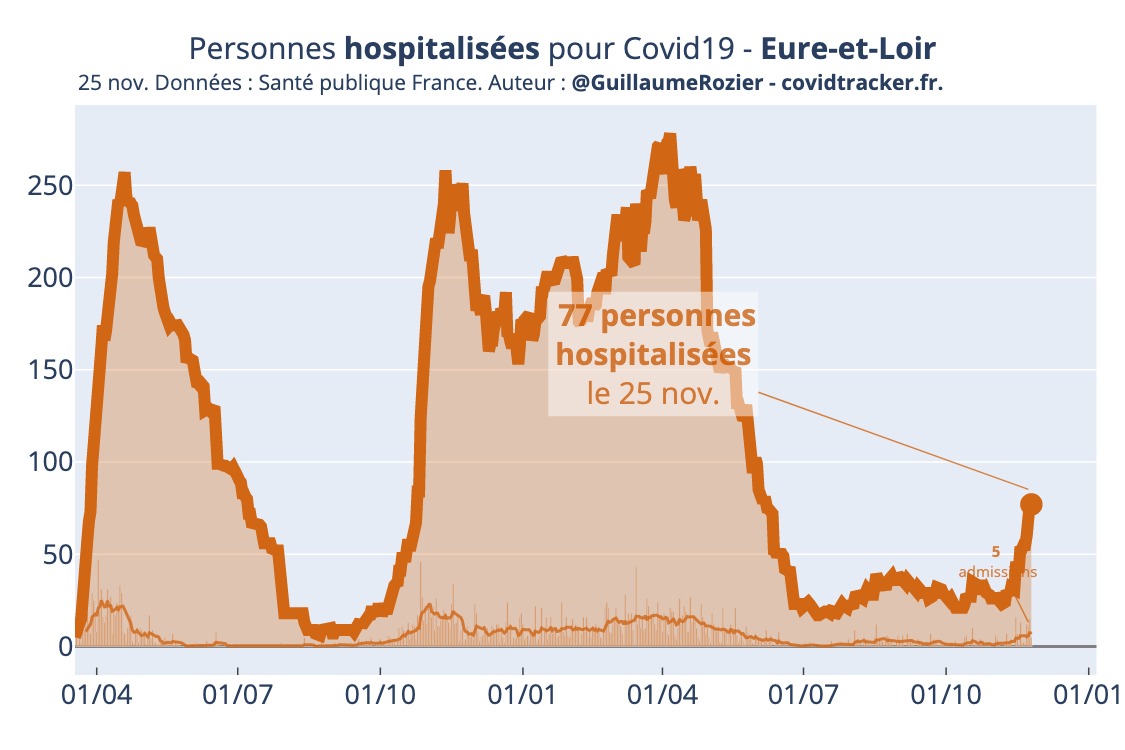 Personnes hospitalisées pour Covid19 - Eure-et-Loir
25 nov. Données : Santé publique France. Auteur : @GuillaumeRozier - covidtracker.fr.
250
200
150
100
50
0
77 personnes
hospitalisées
le 25 nov.
5
admissions
01/04 01/07 01/10 01/01 01/04 01/07 01/10 01/01